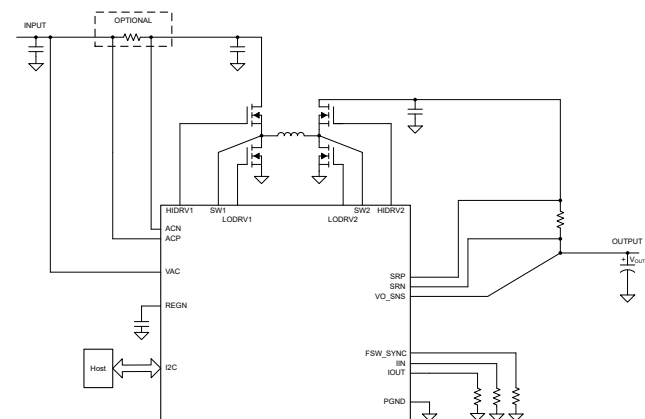 INPUT
OPTIONAL
HIDRV1
SW1
LODRV1
LODRV2
SW2
HIDRV2
ACN
ACP
VAC
REGN
Host
I2C
SRP
SRN
VO_SNS
OUTPUT
+
VOUT
FSW_SYNC
IIN
IOUT
PGND